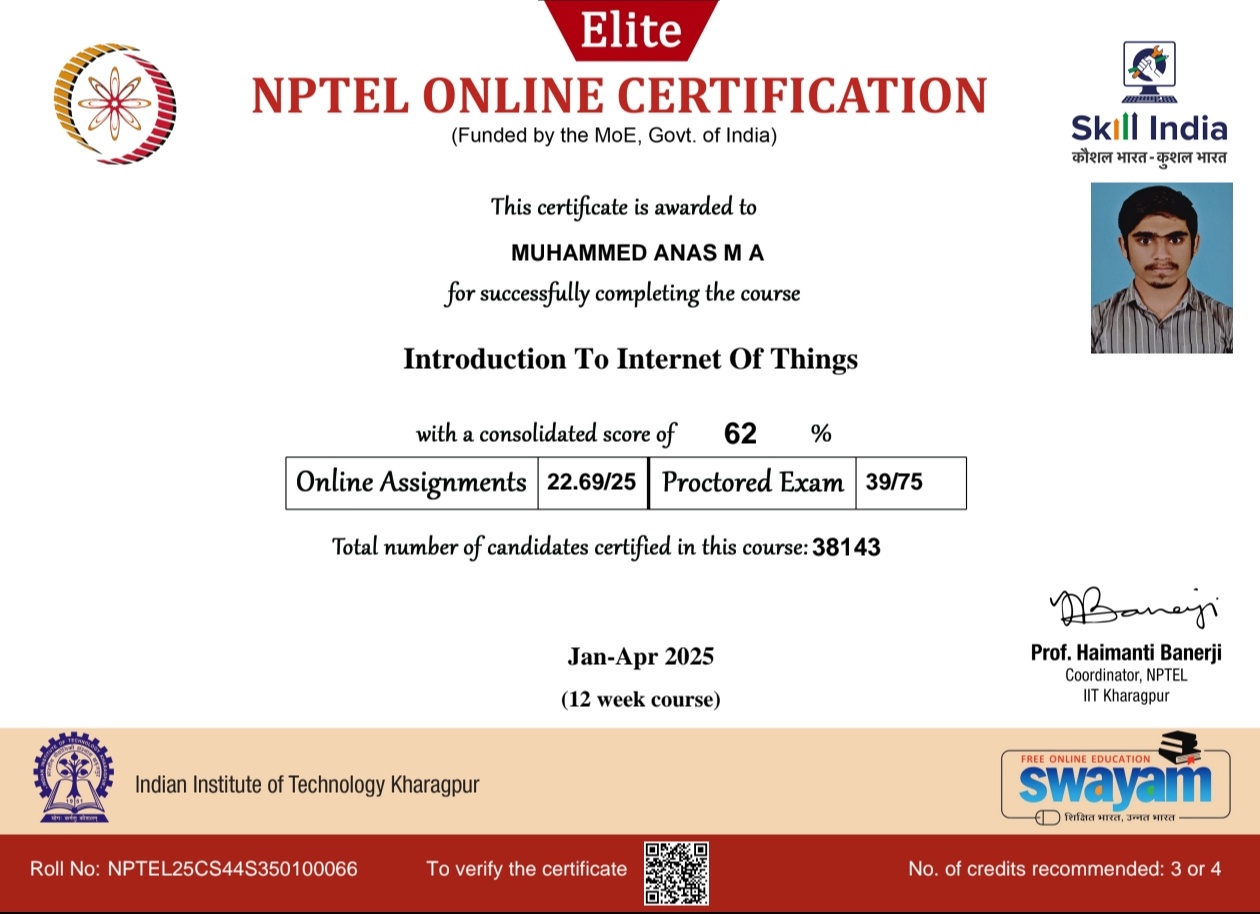 Elite
NPTEL ONLINE CERTIFICATION
(Funded by the MoE, Govt. of India)
Skill India
कौशल भारत - कुशल भारत
This certificate is awarded to
MUHAMMED ANAS M A
for successfully completing the course
Introduction To Internet Of Things
with a consolidated score of 62 %
Online Assignments 22.69/25 Proctored Exam 39/75
Total number of candidates certified in this course: 38143
Jan-Apr 2025
(12 week course)
Prof. Haimanti Banerji
Coordinator, NPTEL
IIT Kharagpur
Indian Institute of Technology Kharagpur
FREE ONLINE EDUCATION
swayam
शिक्षित भारत, उन्नत भारत
Roll No: NPTEL25CS44S350100066 To verify the certificate No. of credits recommended: 3 or 4